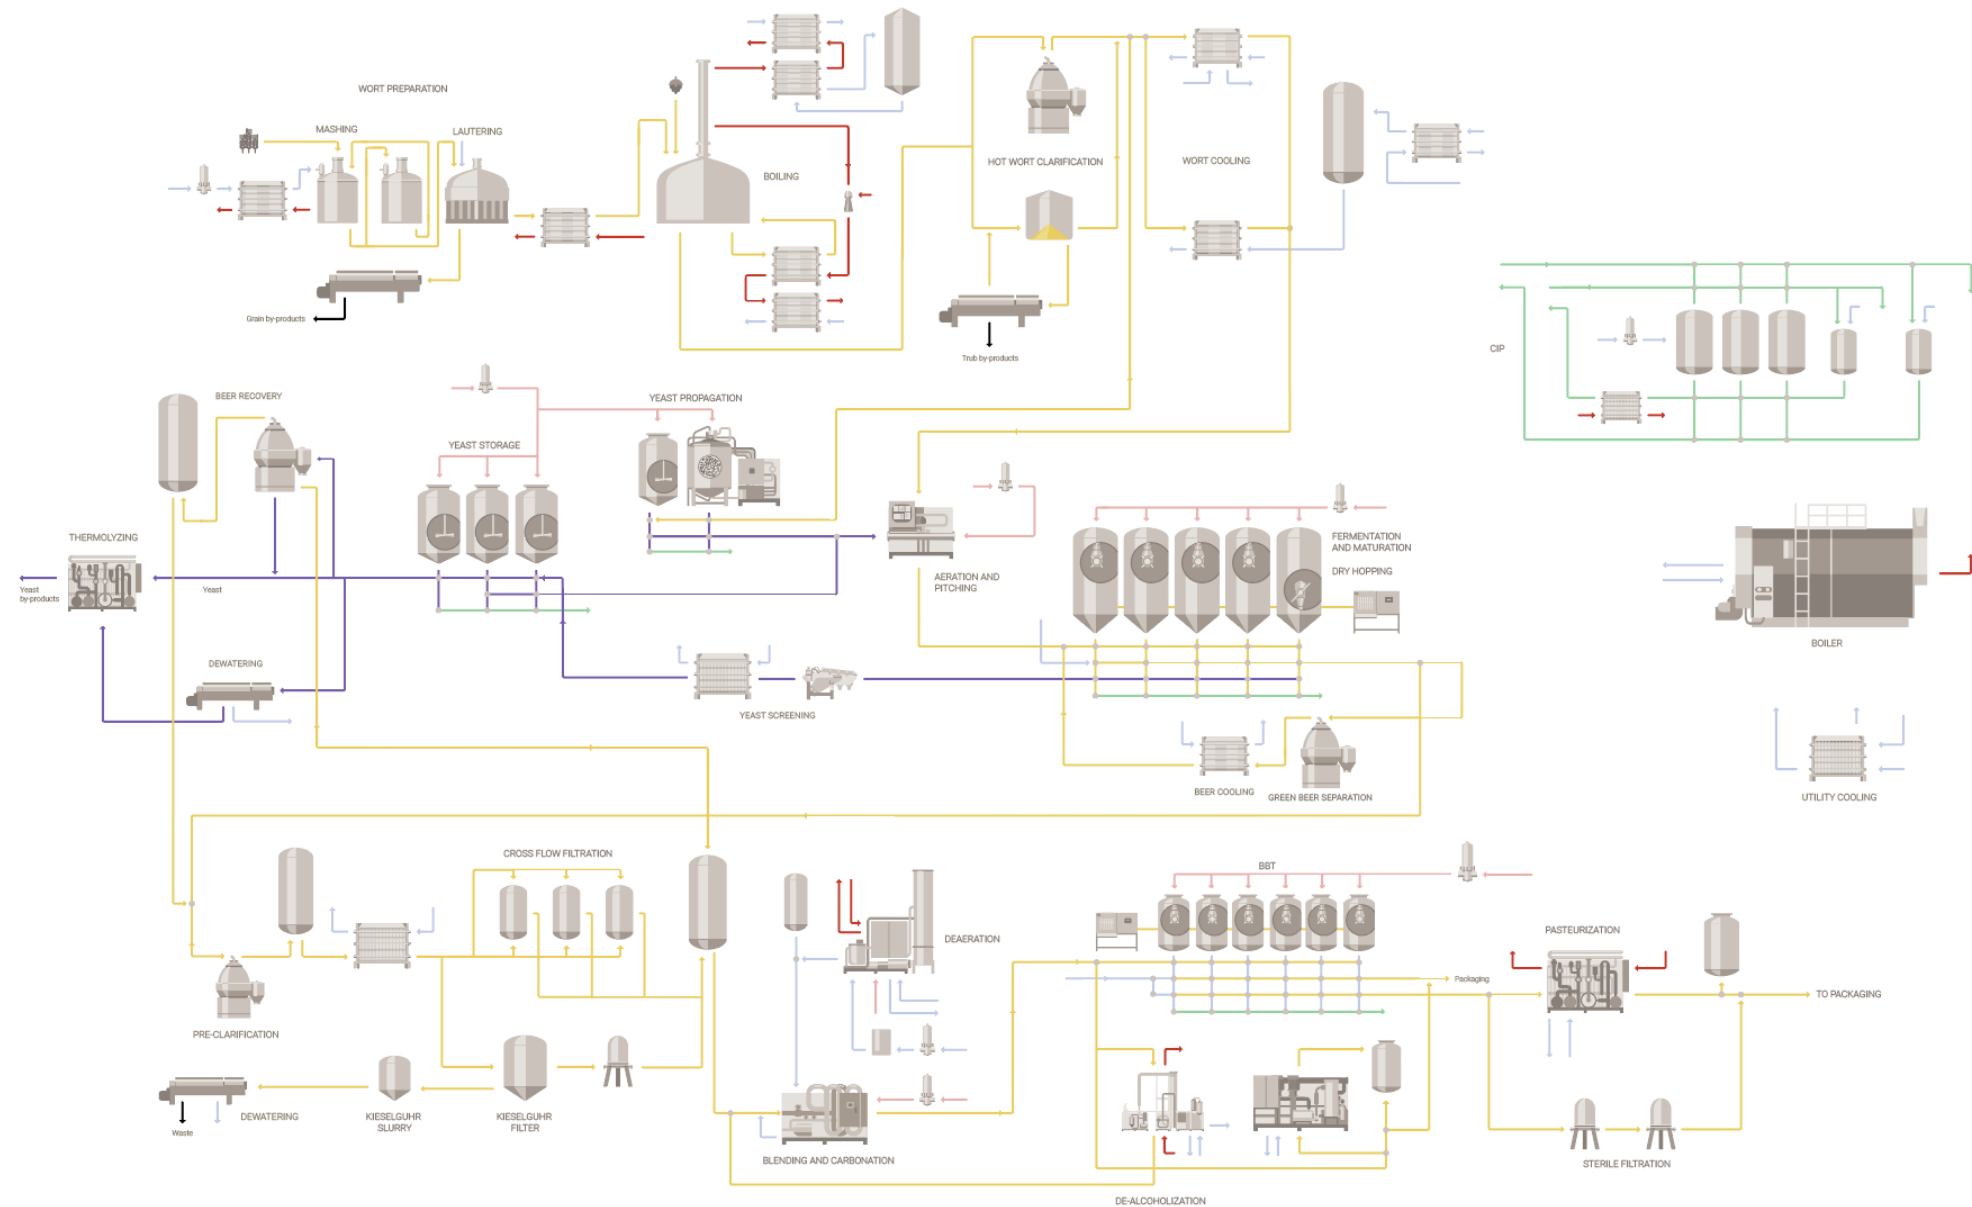 WORT PREPARATION
MASHING
LAUTERING
BOILING
HOT WORT CLARIFICATION
WORT COOLING
Grain by-products
Trub by-products
CIP
BEER RECOVERY
YEAST STORAGE
YEAST PROPAGATION
THERMOLYZING
Yeast
by-products
Yeast
AERATION AND
PITCHING
FERMENTATION
AND MATURATION
DRY HOPPING
BOILER
DEWATERING
YEAST SCREENING
BEER COOLING
GREEN BEER SEPARATION
UTILITY COOLING
CROSS FLOW FILTRATION
BBT
DEAERATION
PASTEURIZATION
Packaging
TO PACKAGING
PRE-CLARIFICATION
DEWATERING
Waste
KIESELGUHR
SLURRY
KIESELGUHR
FILTER
BLENDING AND CARBONATION
STERILE FILTRATION
DE-ALCOHOLIZATION